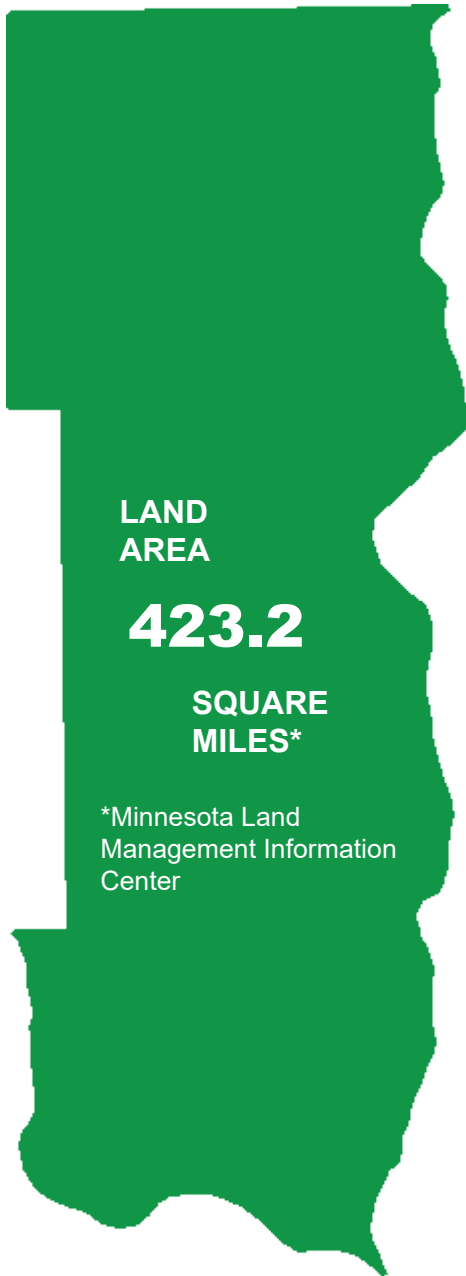 LAND
AREA
423.2
SQUARE
MILES*
*Minnesota Land
Management Information
Center